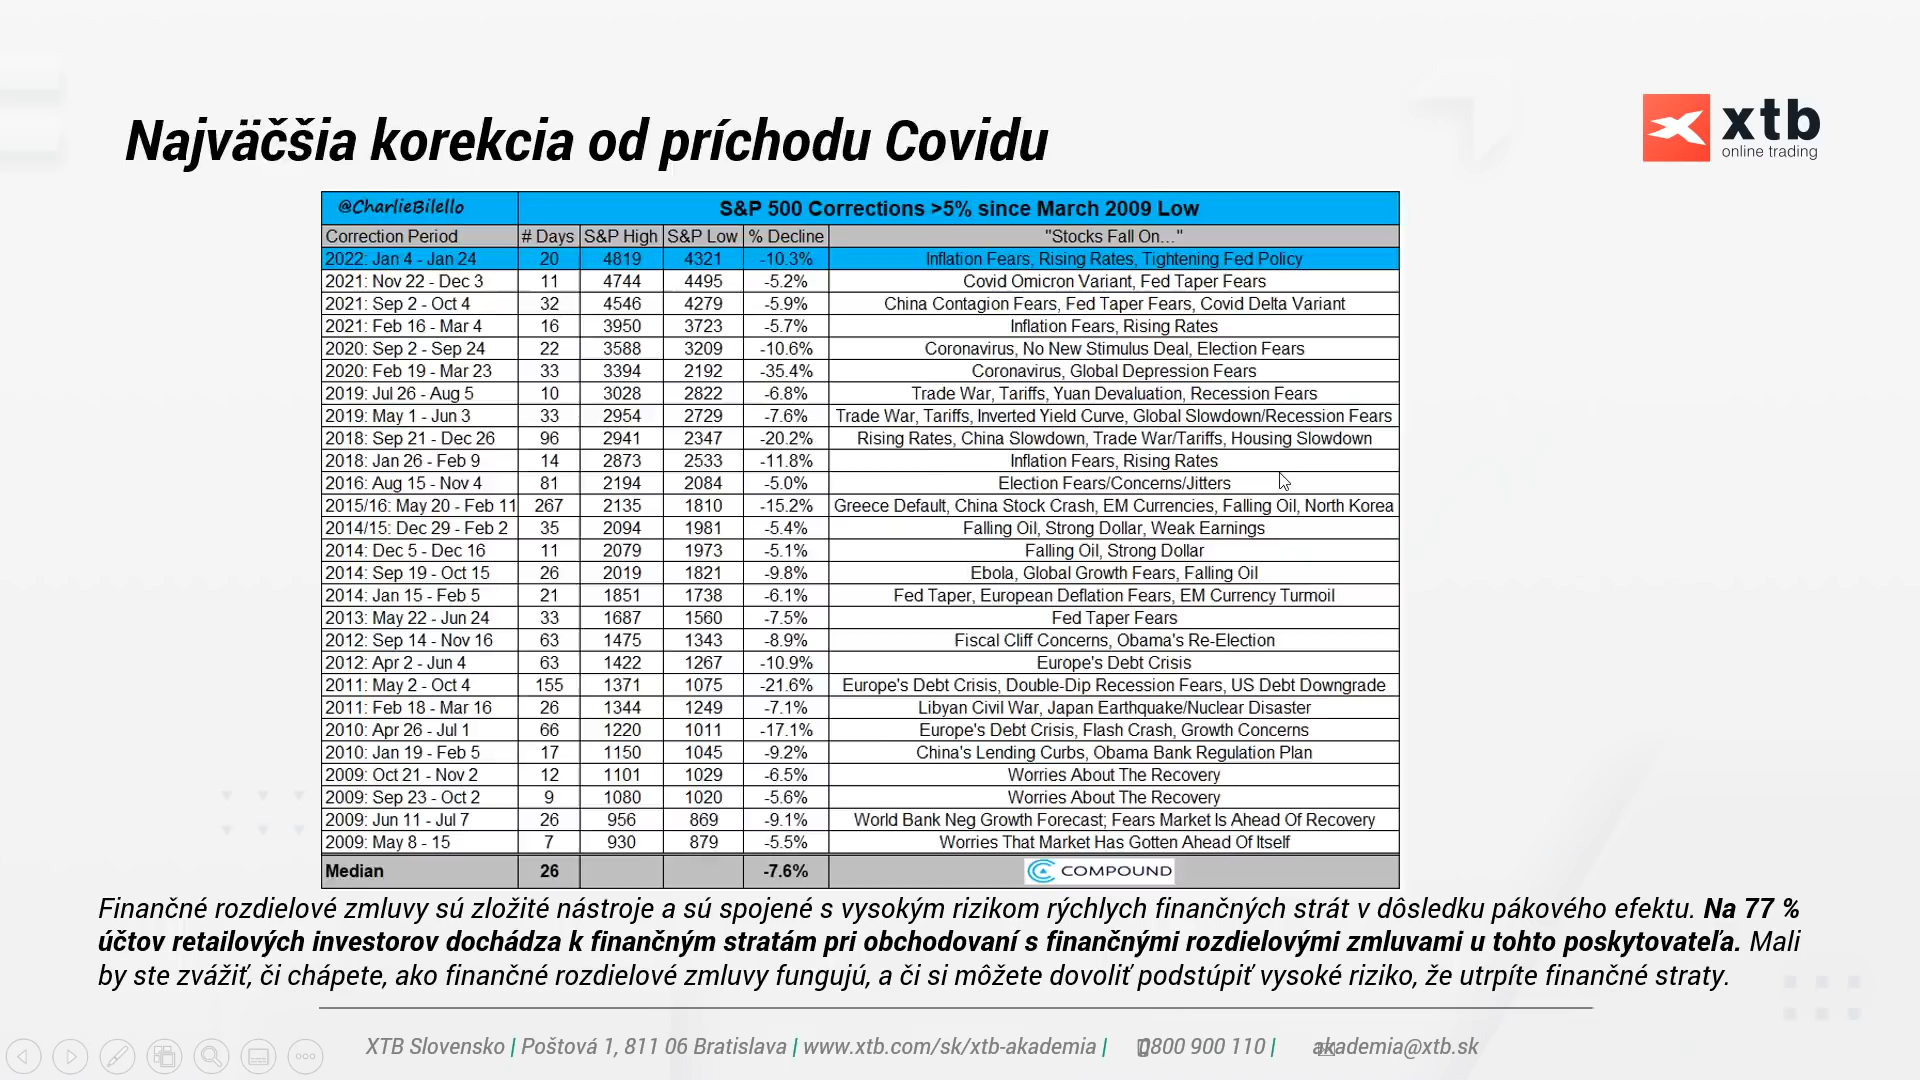 Najväčšia korekcia od príchodu Covidu
xtb
online trading
@CharlieBilello S&P 500 Corrections >5% since March 2009 Low
Correction Period # Days S&P High S&P Low % Decline "Stocks Fall On..."
2022: Jan 4 - Jan 24 20 4819 4321 -10.3% Inflation Fears, Rising Rates, Tightening Fed Policy
2021: Nov 22 - Dec 3 11 4744 4495 -5.2% Covid Omicron Variant, Fed Taper Fears
2021: Sep 2 - Oct 4 32 4546 4279 -5.9% China Contagion Fears, Fed Taper Fears, Covid Delta Variant
2021: Feb 16 - Mar 4 16 3950 3723 -5.7% Inflation Fears, Rising Rates
2020: Sep 2 - Sep 24 22 3588 3209 -10.6% Coronavirus, No New Stimulus Deal, Election Fears
2020: Feb 19 - Mar 23 33 3394 2192 -35.4% Coronavirus, Global Depression Fears
2019: Jul 26 - Aug 5 10 3028 2822 -6.8% Trade War, Tariffs, Yuan Devaluation, Recession Fears
2019: May 1 - Jun 3 33 2954 2729 -7.6% Trade War, Tariffs, Inverted Yield Curve, Global Slowdown/Recession Fears
2018: Sep 21 - Dec 26 96 2941 2347 -20.2% Rising Rates, China Slowdown, Trade War/Tariffs, Housing Slowdown
2018: Jan 26 - Feb 9 14 2873 2533 -11.8% Inflation Fears, Rising Rates
2016: Aug 15 - Nov 4 81 2194 2084 -5.0% Election Fears/Concerns/Jitters
2015/16: May 20 - Feb 11 267 2135 1810 -15.2% Greece Default, China Stock Crash, EM Currencies, Falling Oil, North Korea
2014/15: Dec 29 - Feb 2 35 2094 1981 -5.4% Falling Oil, Strong Dollar, Weak Earnings
2014: Dec 5 - Dec 16 11 2079 1973 -5.1% Falling Oil, Strong Dollar
2014: Sep 19 - Oct 15 26 2019 1821 -9.8% Ebola, Global Growth Fears, Falling Oil
2014: Jan 15 - Feb 5 21 1851 1738 -6.1% Fed Taper, European Deflation Fears, EM Currency Turmoil
2013: May 22 - Jun 24 33 1687 1560 -7.5% Fed Taper Fears
2012: Sep 14 - Nov 16 63 1475 1343 -8.9% Fiscal Cliff Concerns, Obama's Re-Election
2012: Apr 2 - Jun 4 63 1422 1267 -10.9% Europe's Debt Crisis
2011: May 2 - Oct 4 155 1371 1075 -21.6% Europe's Debt Crisis, Double-Dip Recession Fears, US Debt Downgrade
2011: Feb 18 - Mar 16 26 1344 1249 -7.1% Libyan Civil War, Japan Earthquake/Nuclear Disaster
2010: Apr 26 - Jul 1 66 1220 1011 -17.1% Europe's Debt Crisis, Flash Crash, Growth Concerns
2010: Jan 19 - Feb 5 17 1150 1045 -9.2% China's Lending Curbs, Obama Bank Regulation Plan
2009: Oct 21 - Nov 2 12 1101 1029 -6.5% Worries About The Recovery
2009: Sep 23 - Oct 2 9 1080 1020 -5.6% Worries About The Recovery
2009: Jun 11 - Jul 7 26 956 869 -9.1% World Bank Neg Growth Forecast; Fears Market Is Ahead Of Recovery
2009: May 8 - 15 7 930 879 -5.5% Worries That Market Has Gotten Ahead Of Itself
Median 26 -7.6% COMPOUND
Finančné rozdielové zmluvy sú zložité nástroje a sú spojené s vysokým rizikom rýchlych finančných strát v dôsledku pákového efektu. Na 77 %
účtov retailových investorov dochádza k finančným stratám pri obchodovaní s finančnými rozdielovými zmluvami u tohto poskytovateľa. Mali
by ste zvážiť, či chápete, ako finančné rozdielové zmluvy fungujú, a či si môžete dovoliť podstúpiť vysoké riziko, že utrpíte finančné straty.
XTB Slovensko | Poštová 1, 811 06 Bratislava | www.xtb.com/sk/xtb-akademia | 0800 900 110 | akademia@xtb.sk